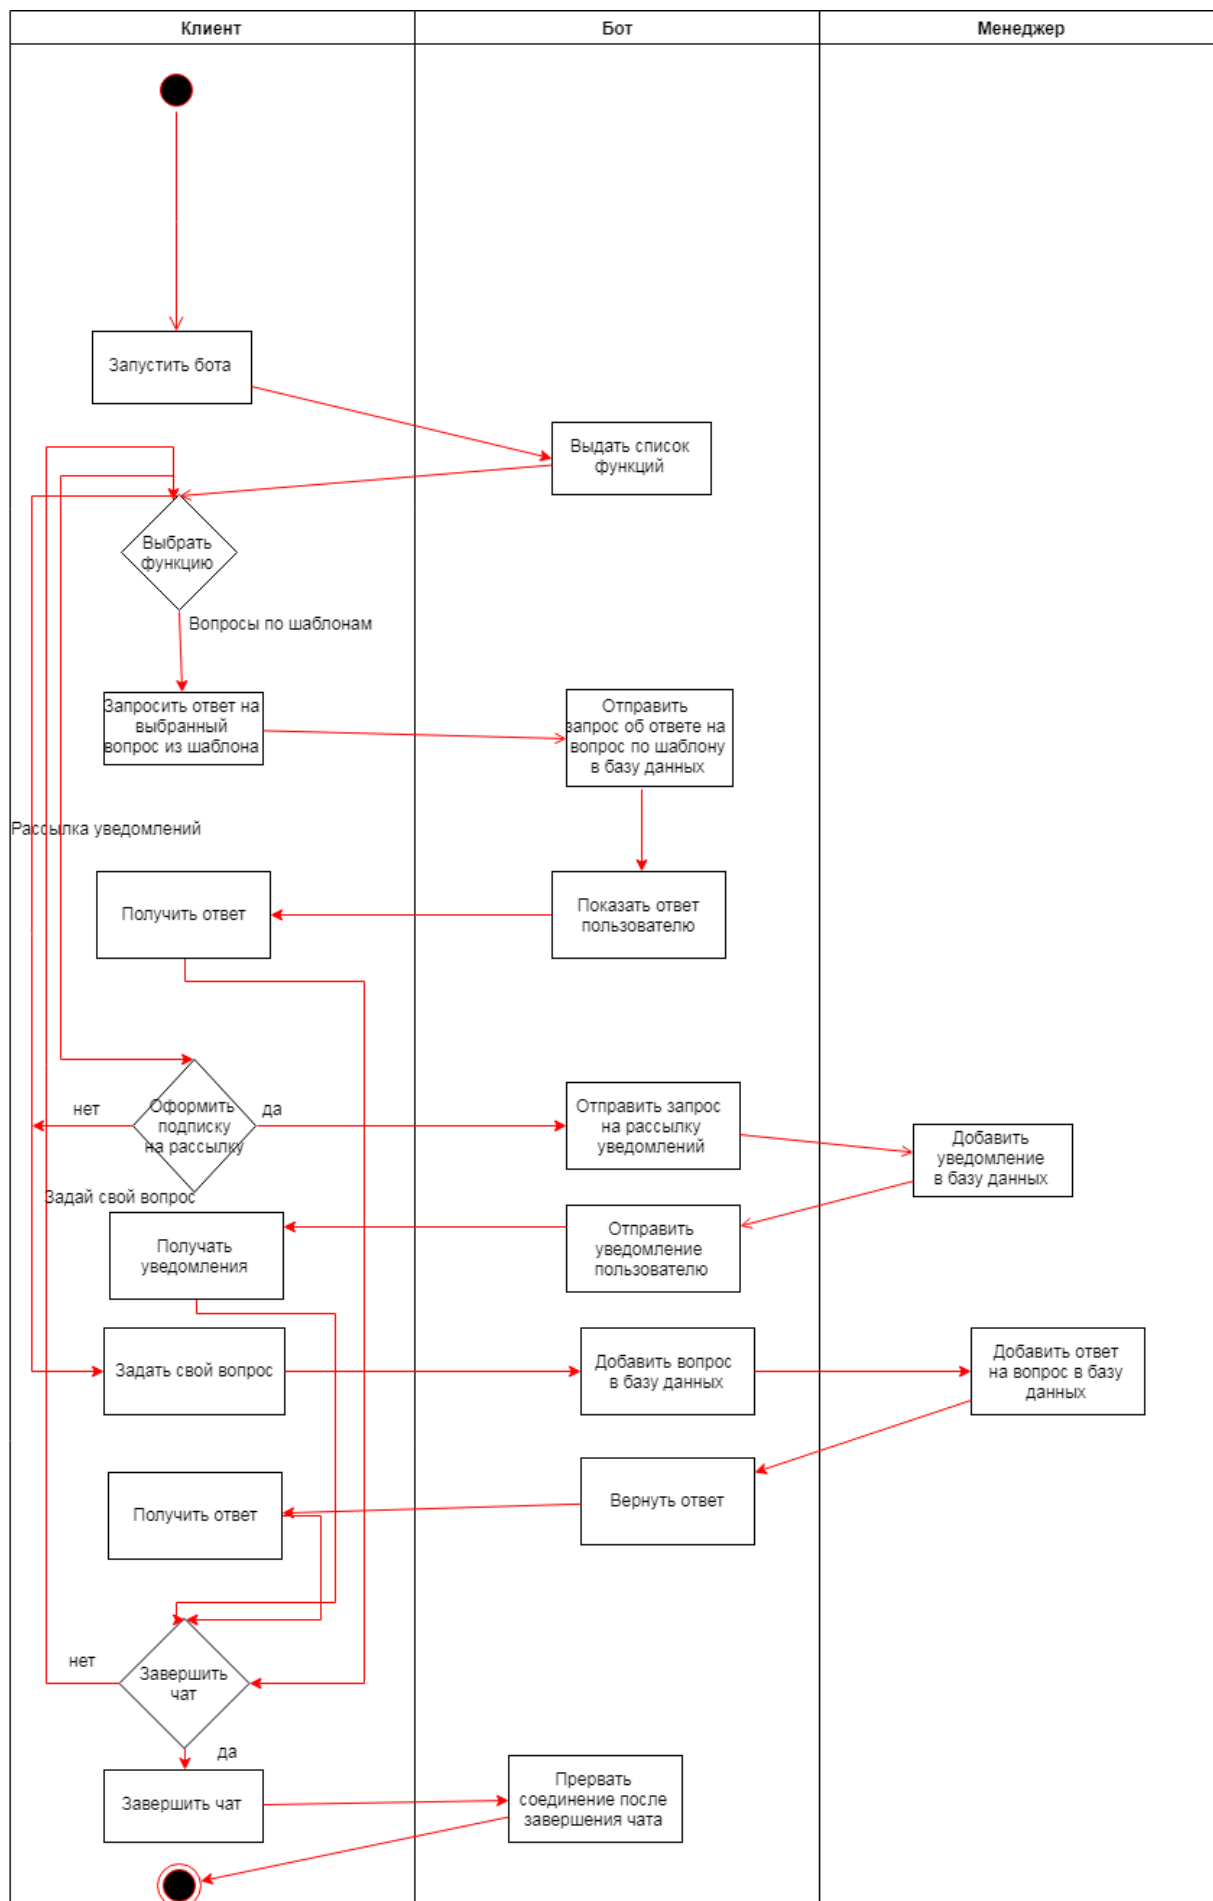 Клиент
Бот
Менеджер
Запустить бота
Выдать список
функций
Выбрать
функцию
Вопросы по шаблонам
Запросить ответ на
выбранный
вопрос из шаблона
Отправить
запрос об ответе на
вопрос по шаблону
в базу данных
Рассылка уведомлений
Получить ответ
Показать ответ
пользователю
нет
Оформить
подписку
на рассылку
да
Отправить запрос
на рассылку
уведомлений
Добавить
уведомление
в базу данных
Задай свой вопрос
Получать
уведомления
Отправить
уведомление
пользователю
Задать свой вопрос
Добавить вопрос
в базу данных
Добавить ответ
на вопрос в базу
данных
Получить ответ
Вернуть ответ
нет
Завершить
чат
да
Завершить чат
Прервать
соединение после
завершения чата